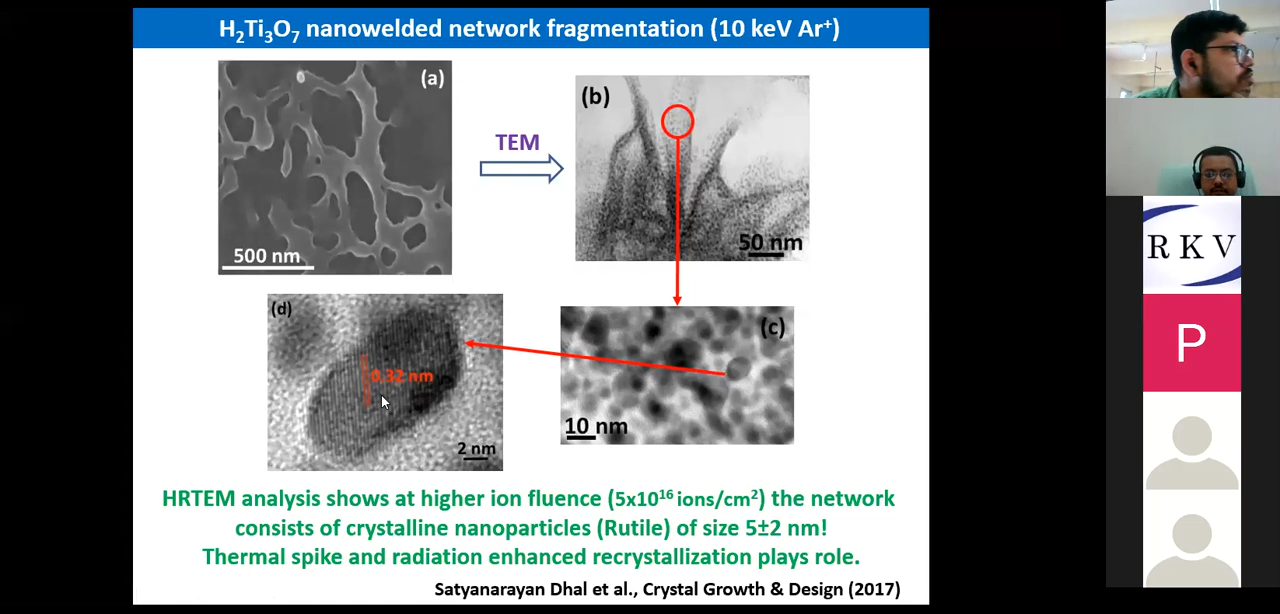 H₂Ti₃O₇ nanowelded network fragmentation (10 keV Ar⁺)
(a)
500 nm
TEM
(b)
50 nm
(d)
0.32 nm
2 nm
(c)
10 nm
HRTEM analysis shows at higher ion fluence (5x10¹⁶ ions/cm²) the network
consists of crystalline nanoparticles (Rutile) of size 5±2 nm!
Thermal spike and radiation enhanced recrystallization plays role.
Satyanarayan Dhal et al., Crystal Growth & Design (2017)
R K V
P